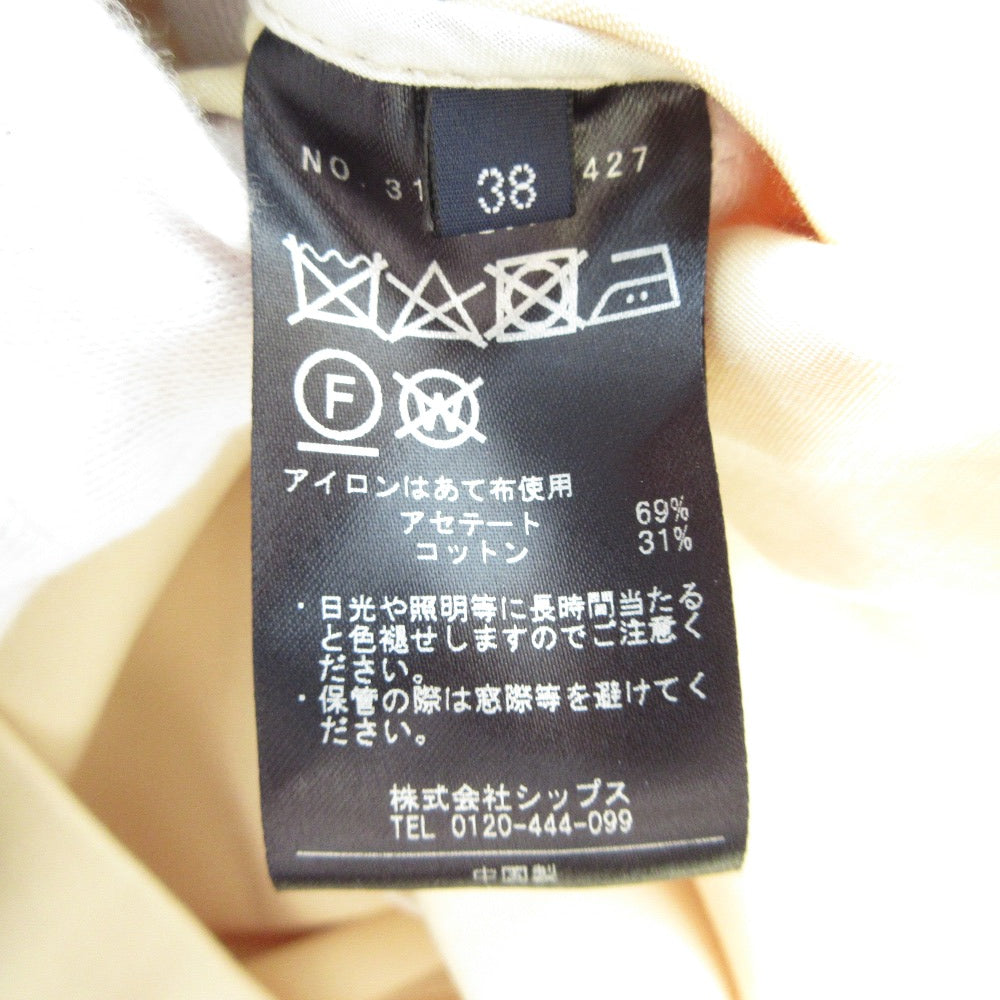 NO. 31 427
38
F
W
アイロンはあて布使用
アセテート 69%
コットン 31%
・日光や照明等に長時間当たる
と色褪せしますのでご注意く
ださい。
・保管の際は窓際等を避けてく
ださい。
株式会社シップス
TEL 0120-444-099
中国製